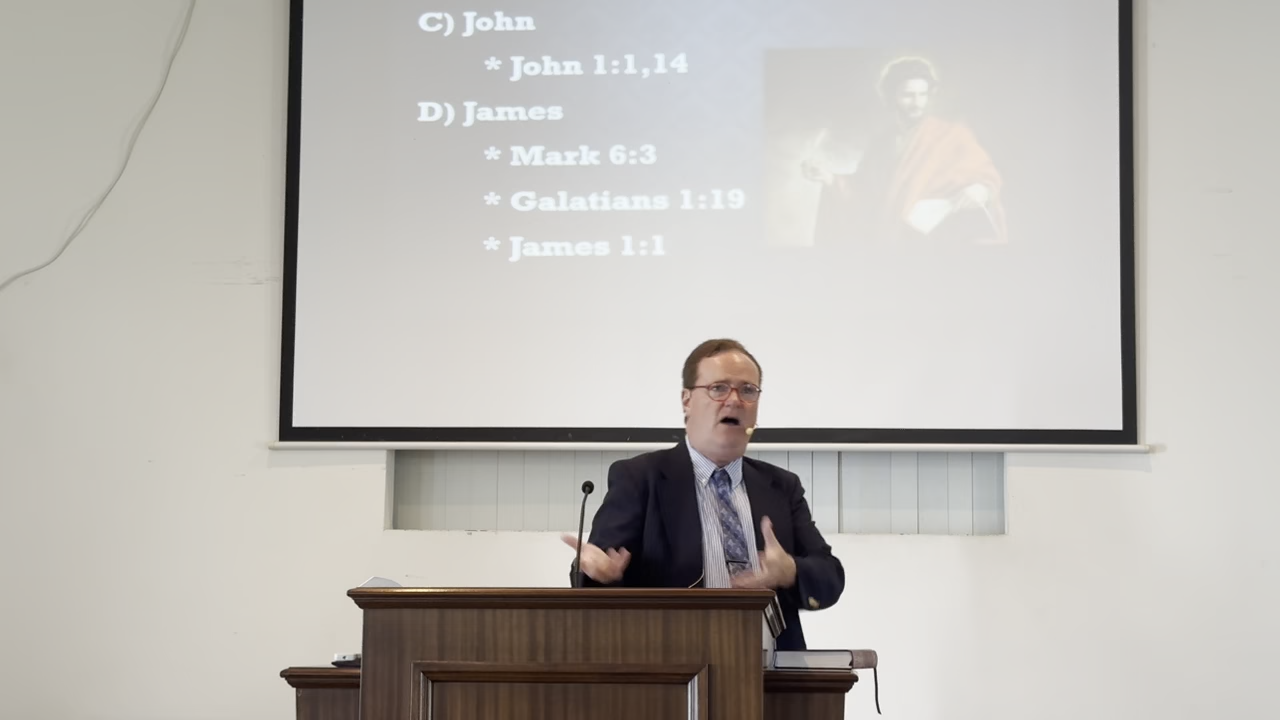 C) John
* John 1:1,14
D) James
* Mark 6:3
* Galatians 1:19
* James 1:1